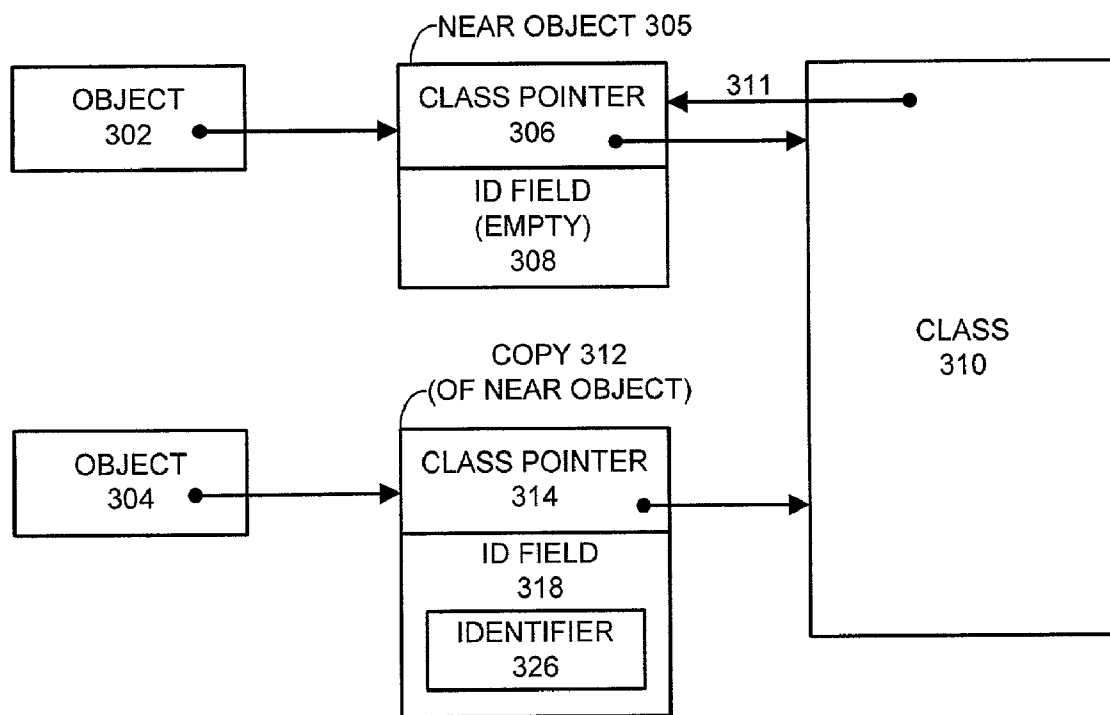 NEAR OBJECT 305
OBJECT
302
CLASS POINTER
306
311
ID FIELD
(EMPTY)
308
CLASS
310
COPY 312
(OF NEAR OBJECT)
OBJECT
304
CLASS POINTER
314
ID FIELD
318
IDENTIFIER
326